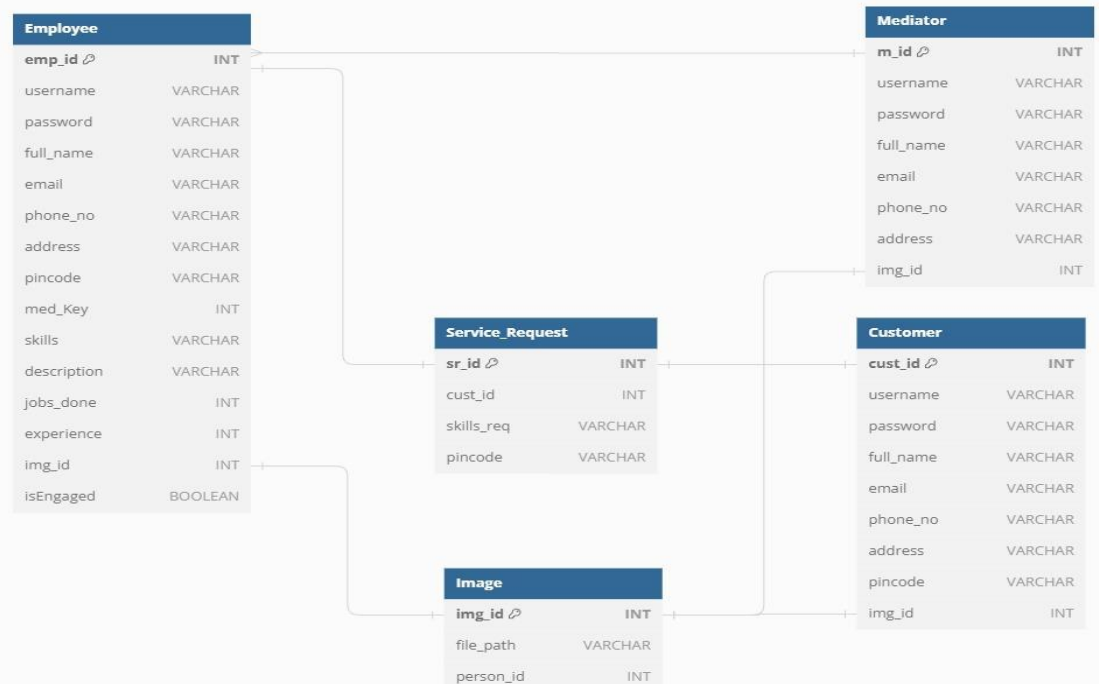 Employee
emp_id INT
username VARCHAR
password VARCHAR
full_name VARCHAR
email VARCHAR
phone_no VARCHAR
address VARCHAR
pincode VARCHAR
med_Key INT
skills VARCHAR
description VARCHAR
jobs_done INT
experience INT
img_id INT
isEngaged BOOLEAN
Mediator
m_id INT
username VARCHAR
password VARCHAR
full_name VARCHAR
email VARCHAR
phone_no VARCHAR
address VARCHAR
img_id INT
Service_Request
sr_id INT
cust_id INT
skills_req VARCHAR
pincode VARCHAR
Customer
cust_id INT
username VARCHAR
password VARCHAR
full_name VARCHAR
email VARCHAR
phone_no VARCHAR
address VARCHAR
pincode VARCHAR
img_id INT
Image
img_id INT
file_path VARCHAR
person_id INT